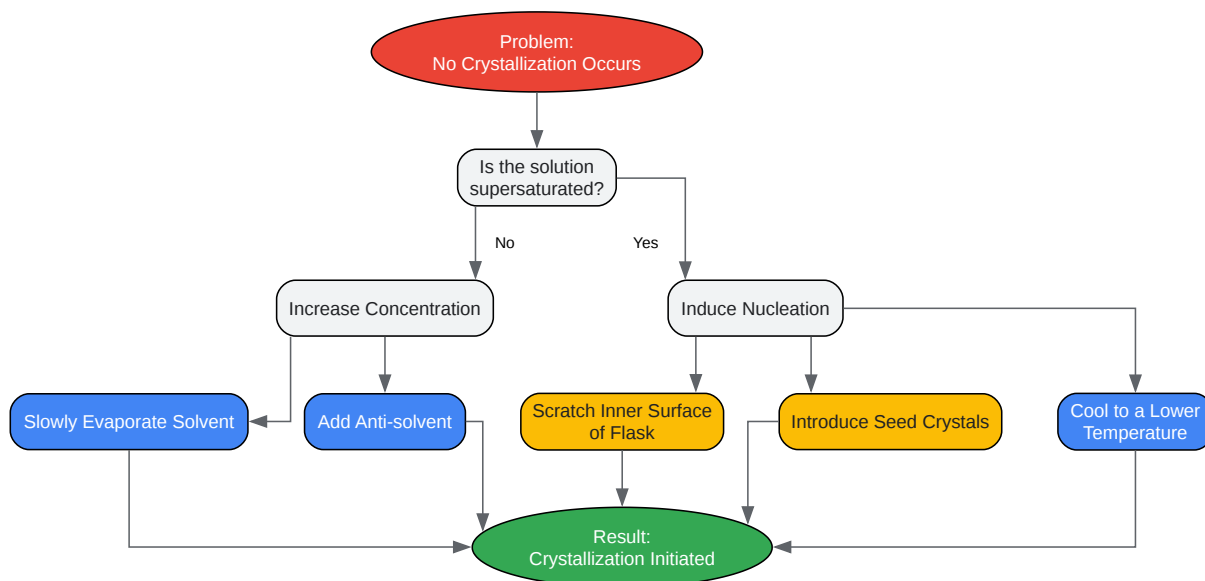 Problem:
No Crystallization Occurs
Is the solution
supersaturated?
No
Yes
Increase Concentration
Induce Nucleation
Slowly Evaporate Solvent
Add Anti-solvent
Scratch Inner Surface
of Flask
Introduce Seed Crystals
Cool to a Lower
Temperature
Result:
Crystallization Initiated